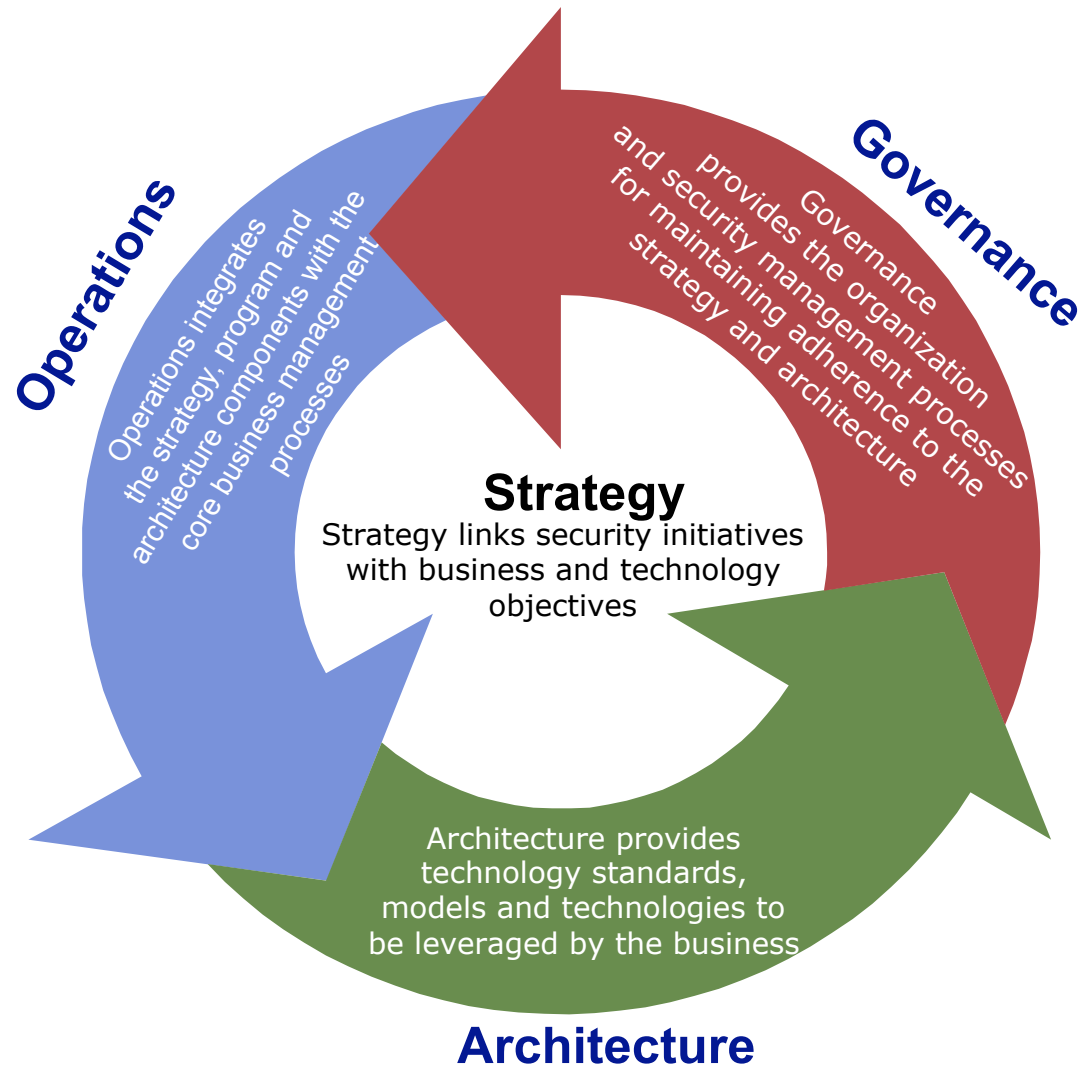 Operations
Operations integrates
the strategy, program and
architecture components with the
core business management
processes
Governance
Governance
provides the organization
and security management processes
for maintaining adherence to the
strategy and architecture
Strategy
Strategy links security initiatives
with business and technology
objectives
Architecture provides
technology standards,
models and technologies to
be leveraged by the business
Architecture